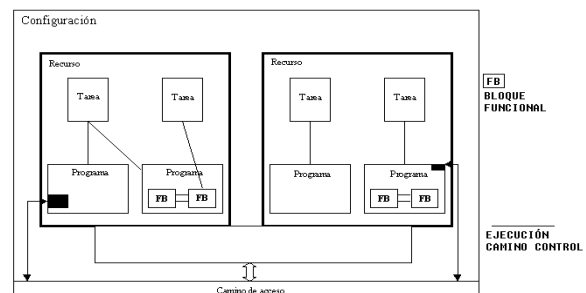 Configuración
Recurso
Recurso
Tarea
Tarea
Tarea
Tarea
Programa
Programa
Programa
Programa
FB
FB
FB
FB
Camino de acceso
FB
BLOQUE
FUNCIONAL
EJECUCIÓN
CAMINO CONTROL